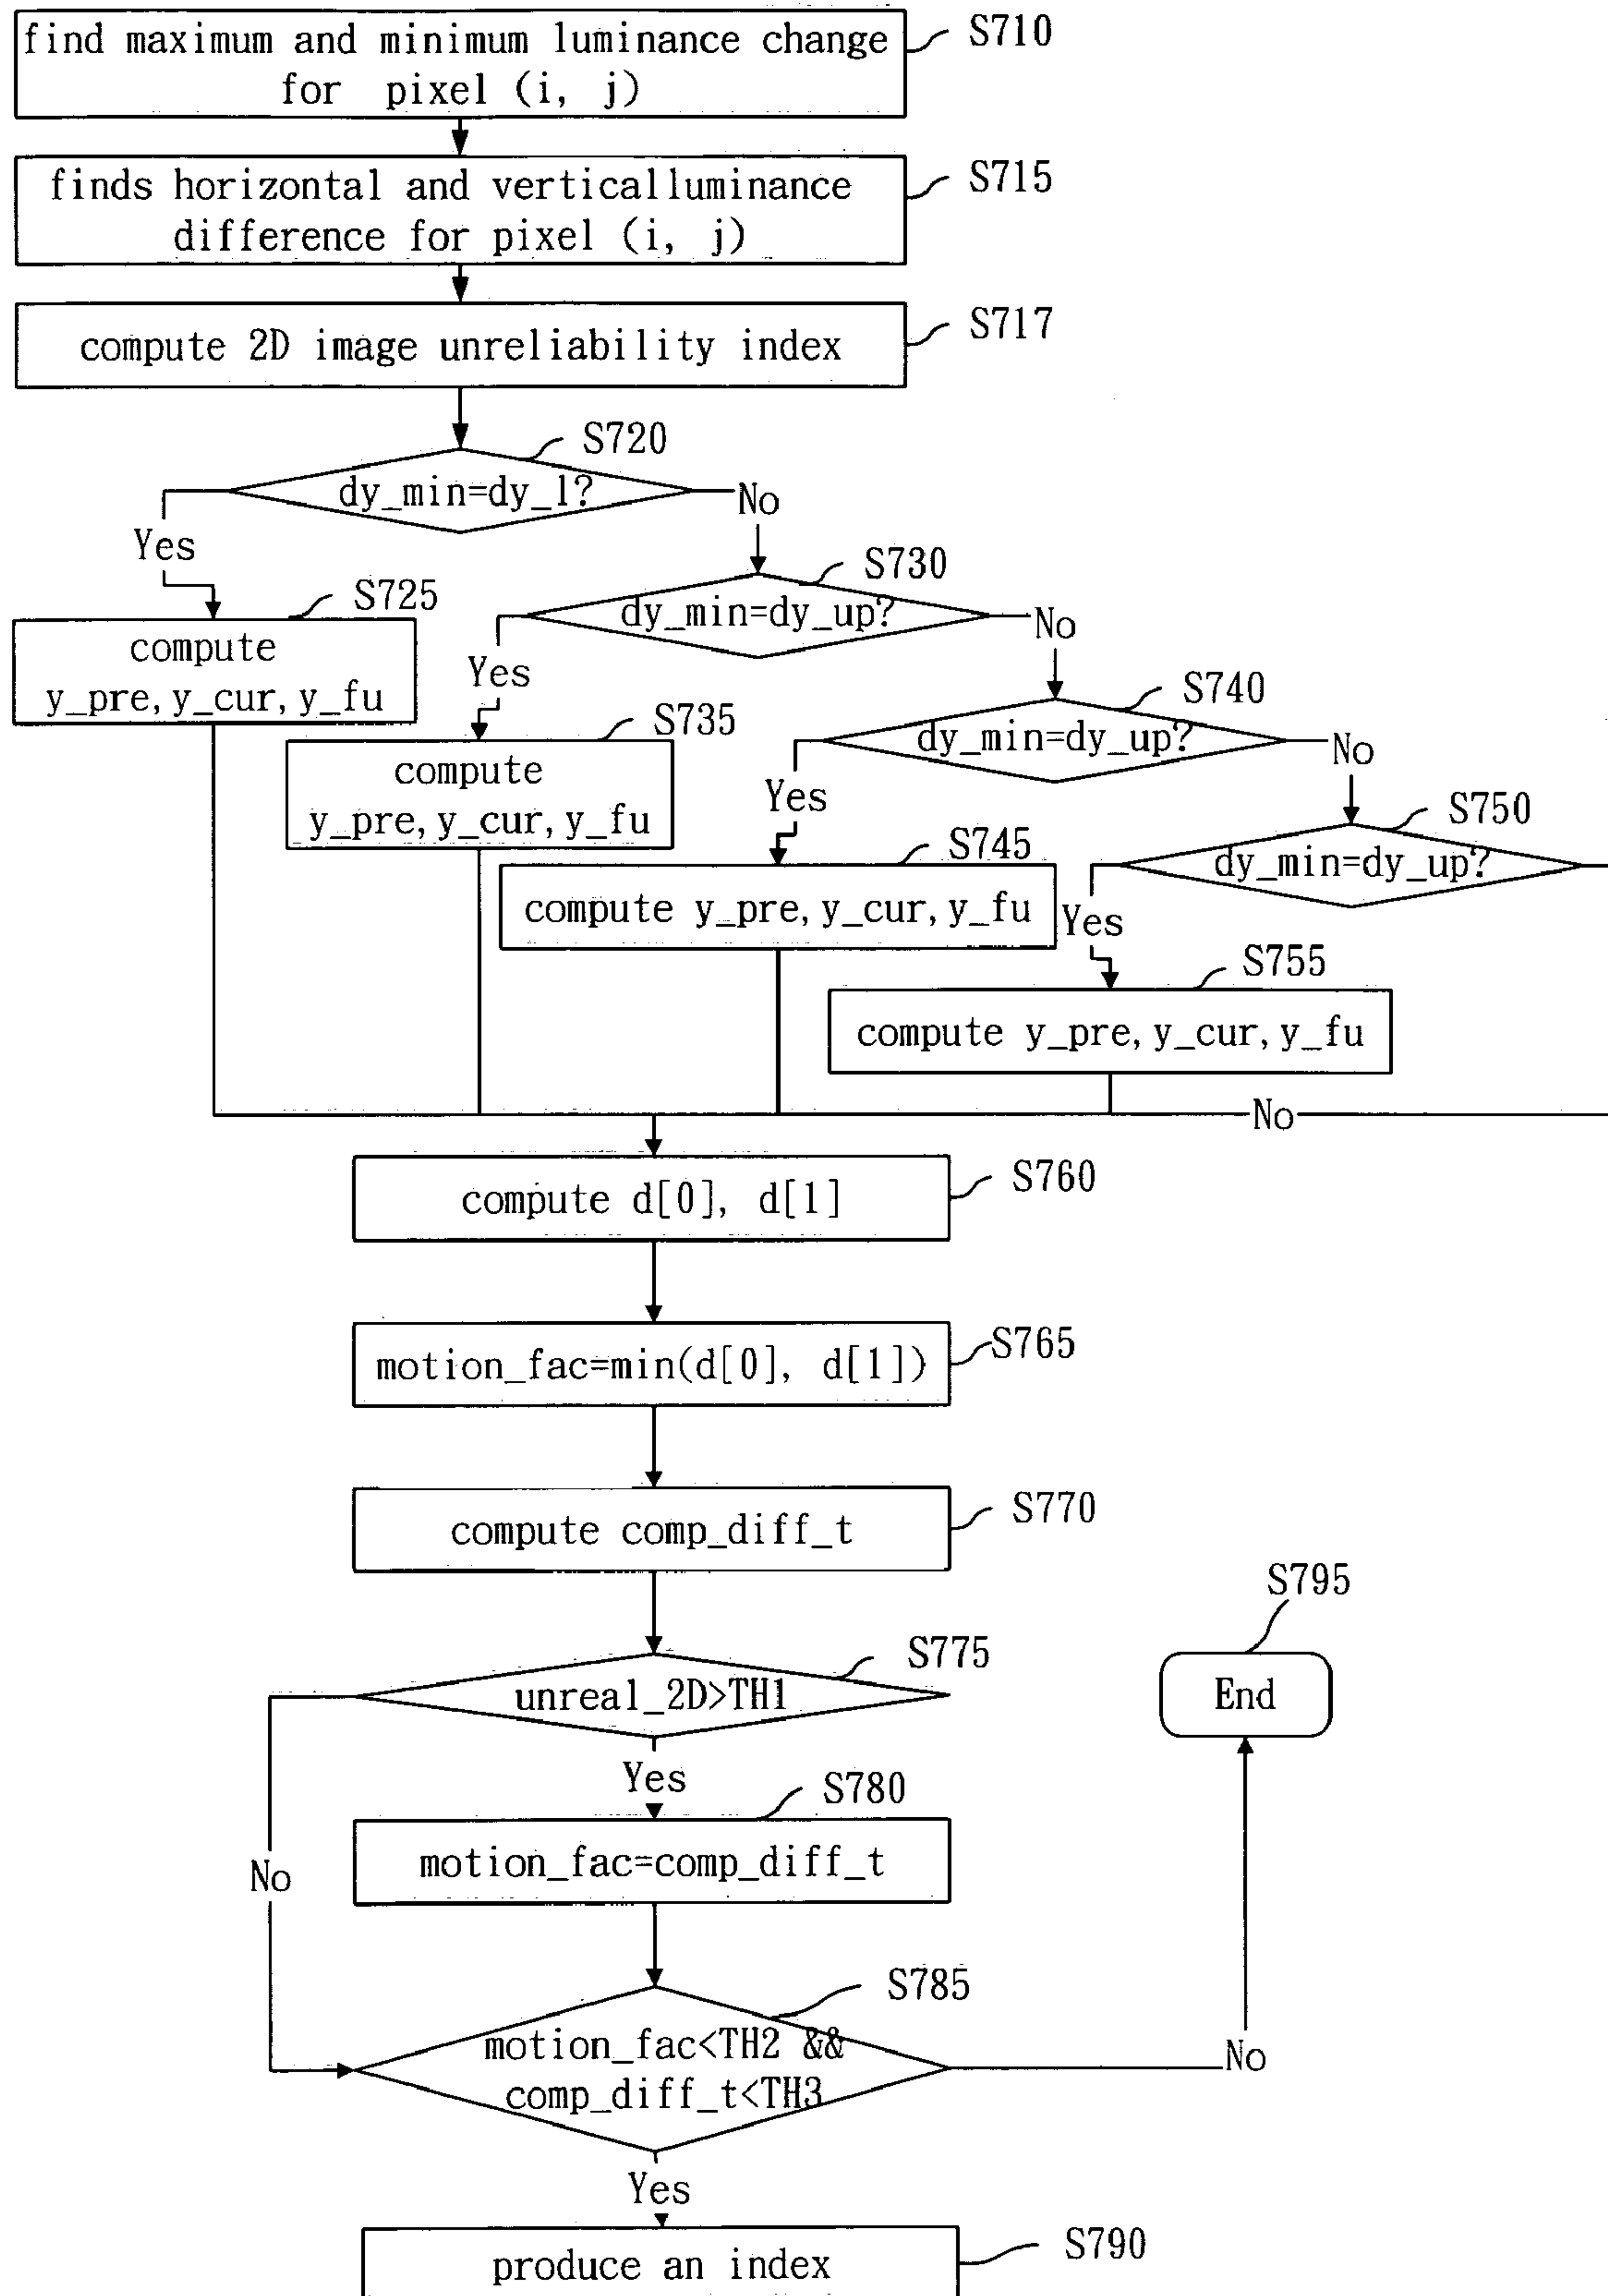 find maximum and minimum luminance change
for pixel (i, j)
S710
finds horizontal and verticalluminance
difference for pixel (i, j)
S715
compute 2D image unreliability index
S717
S720
dy_min=dy_l?
No
Yes
S730
dy_min=dy_up?
No
Yes
S725
compute
y_pre, y_cur, y_fu
S740
dy_min=dy_up?
No
Yes
S735
compute
y_pre, y_cur, y_fu
S750
dy_min=dy_up?
Yes
S745
compute y_pre, y_cur, y_fu
S755
compute y_pre, y_cur, y_fu
No
S760
compute d[0], d[1]
S765
motion_fac=min(d[0], d[1])
S770
compute comp_diff_t
S795
End
S775
unreal_2D>TH1
Yes
No
S780
motion_fac=comp_diff_t
S785
motion_fac<TH2 &&
comp_diff_t<TH3
No
Yes
S790
produce an index